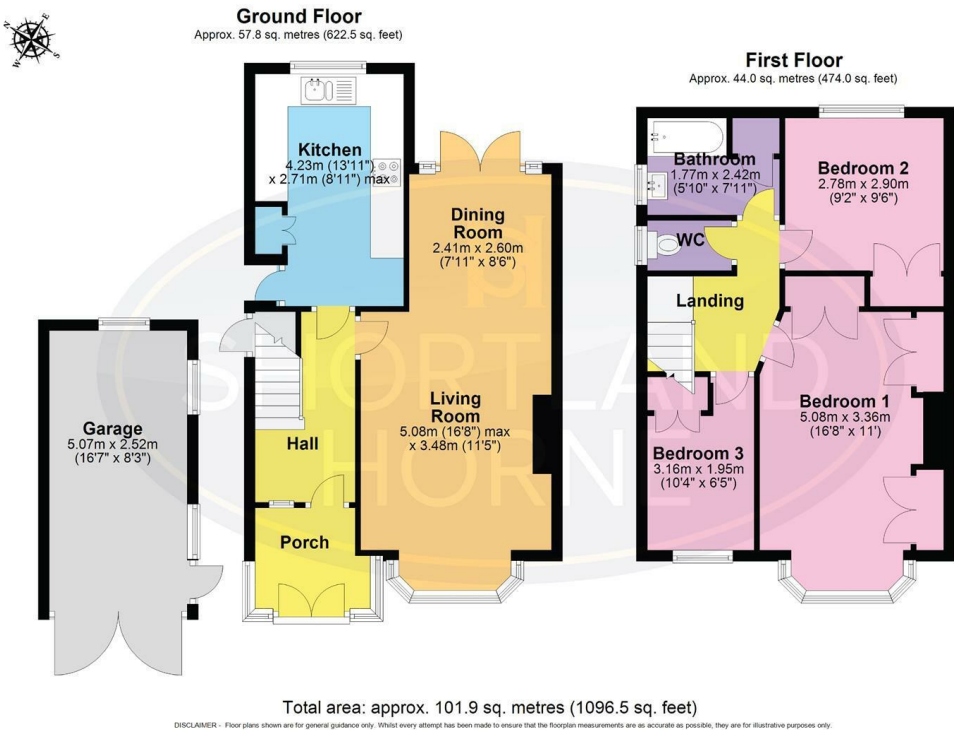 Ground Floor
Approx. 57.8 sq. metres (622.5 sq. feet)
N
E
S
W
Kitchen
4.23m (13'11")
x 2.71m (8'11") max
Dining
Room
2.41m x 2.60m
(7'11" x 8'6")
Living
Room
5.08m (16'8") max
x 3.48m (11'5")
Hall
Porch
Garage
5.07m x 2.52m
(16'7" x 8'3")
First Floor
Approx. 44.0 sq. metres (474.0 sq. feet)
Bathroom
1.77m x 2.42m
(5'10" x 7'11")
WC
Landing
Bedroom 2
2.78m x 2.90m
(9'2" x 9'6")
Bedroom 1
5.08m x 3.36m
(16'8" x 11')
Bedroom 3
3.16m x 1.95m
(10'4" x 6'5")
SHORTLAND
HORNE
Total area: approx. 101.9 sq. metres (1096.5 sq. feet)
DISCLAIMER - Floor plans shown are for general guidance only. Whilst every attempt has been made to ensure that the floorplan measurements are as accurate as possible, they are for illustrative purposes only.